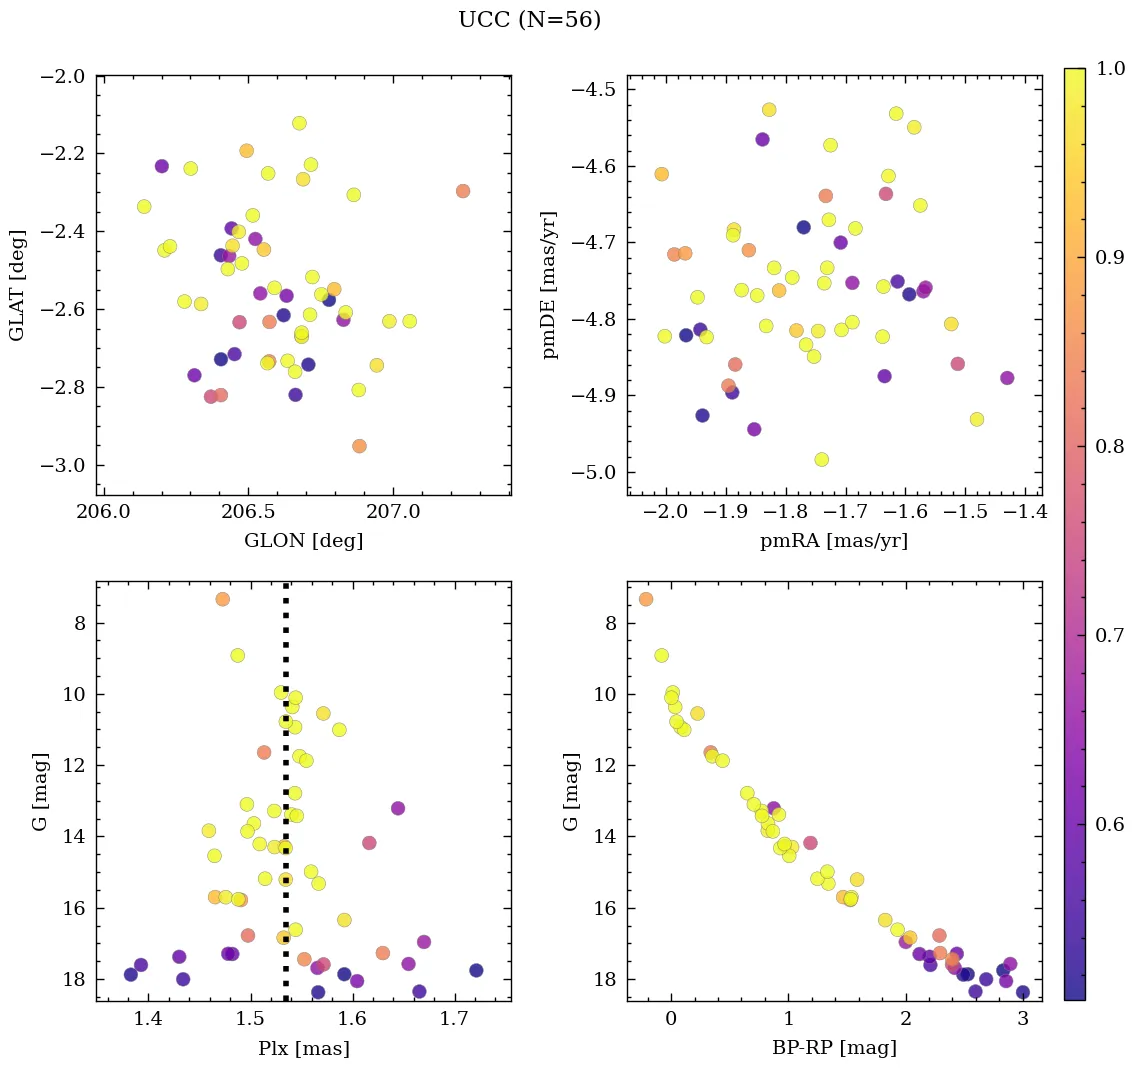 UCC (N=56)
−2.0
−2.2
−2.4
−2.6
−2.8
−3.0
GLAT [deg]
206.0 206.5 207.0
GLON [deg]
−4.5
−4.6
−4.7
−4.8
−4.9
−5.0
pmDE [mas/yr]
−2.0 −1.9 −1.8 −1.7 −1.6 −1.5 −1.4
pmRA [mas/yr]
1.0
0.9
0.8
0.7
0.6
8
10
12
14
16
18
G [mag]
1.4 1.5 1.6 1.7
Plx [mas]
8
10
12
14
16
18
G [mag]
0 1 2 3
BP-RP [mag]